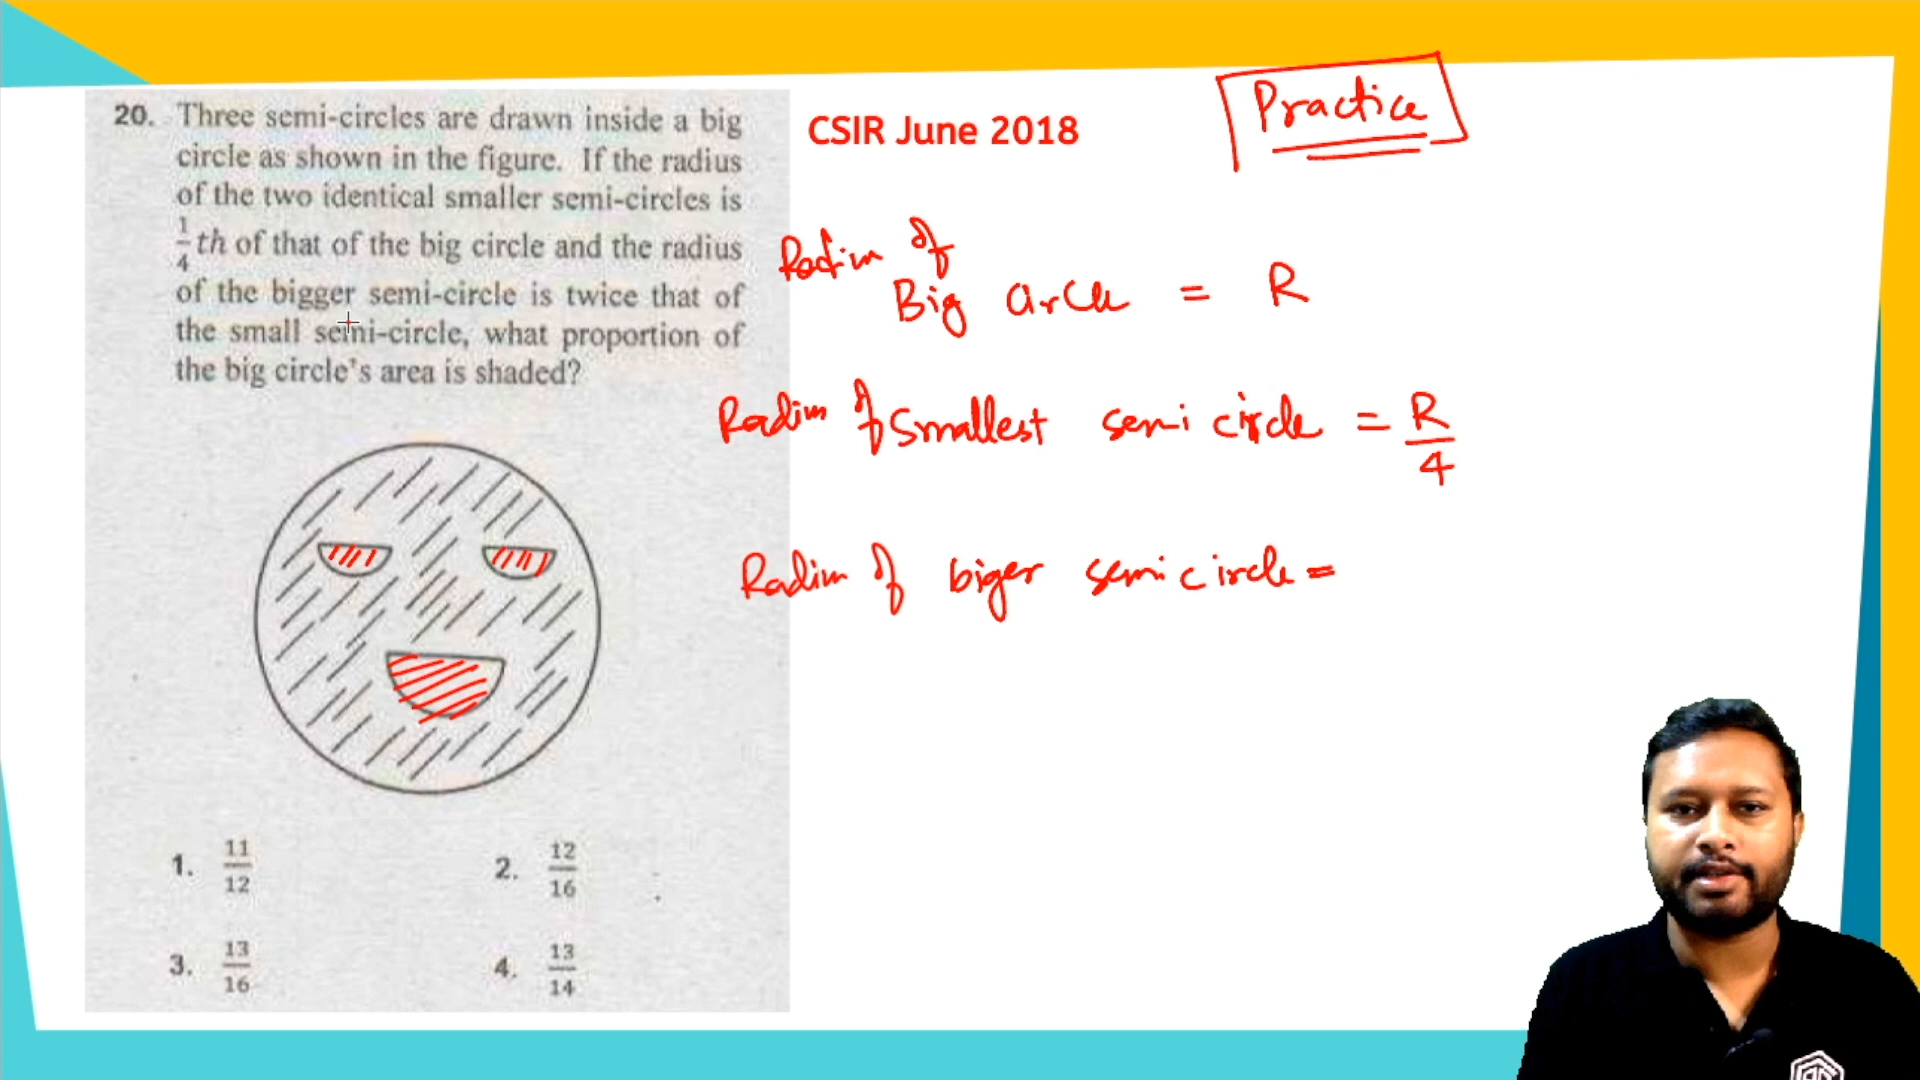 20. Three semi-circles are drawn inside a big
circle as shown in the figure. If the radius
of the two identical smaller semi-circles is
1/4 th of that of the big circle and the radius
of the bigger semi-circle is twice that of
the small semi-circle, what proportion of
the big circle's area is shaded?
1. 11/12 2. 12/16
3. 13/16 4. 13/14
CSIR June 2018
Practice
Radius of
Big circle = R
Radius of Smallest semi circle = R/4
Radius of biger semicircle =